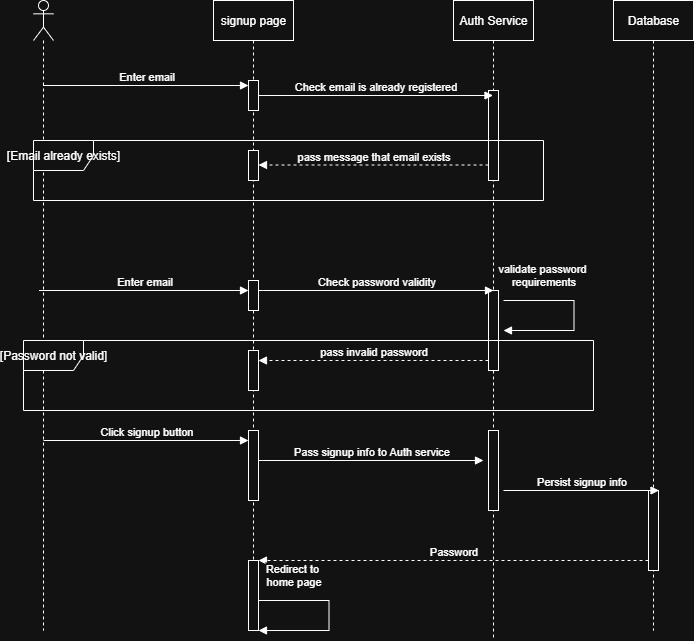 signup page
Auth Service
Database
Enter email
Check email is already registered
[Email already exists]
pass message that email exists
validate password
requirements
Enter email
Check password validity
[Password not valid]
pass invalid password
Click signup button
Pass signup info to Auth service
Persist signup info
Password
Redirect to
home page